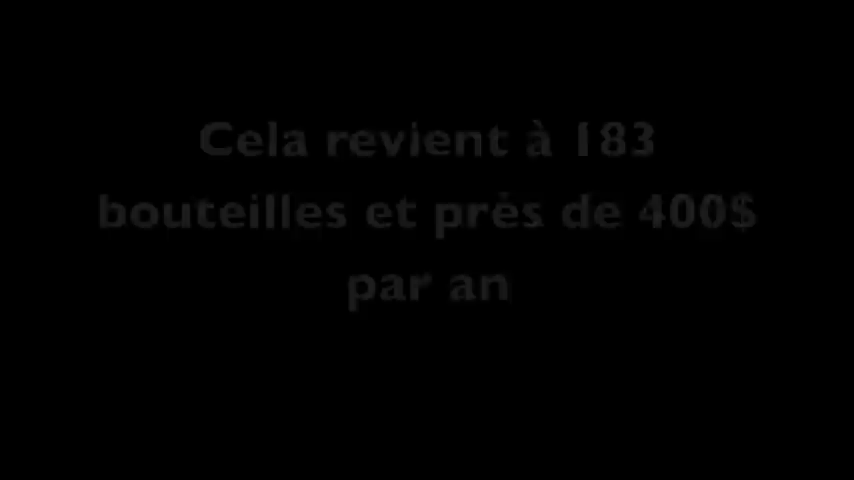 Cela revient à 183
bouteilles et près de 400$
par an